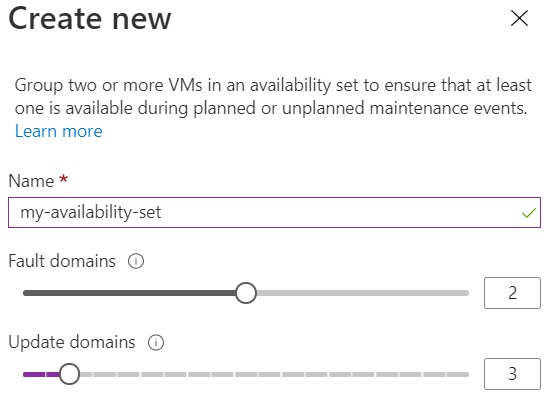 Create new
Group two or more VMs in an availability set to ensure that at least
one is available during planned or unplanned maintenance events.
Learn more
Name *
my-availability-set
Fault domains
2
Update domains
3